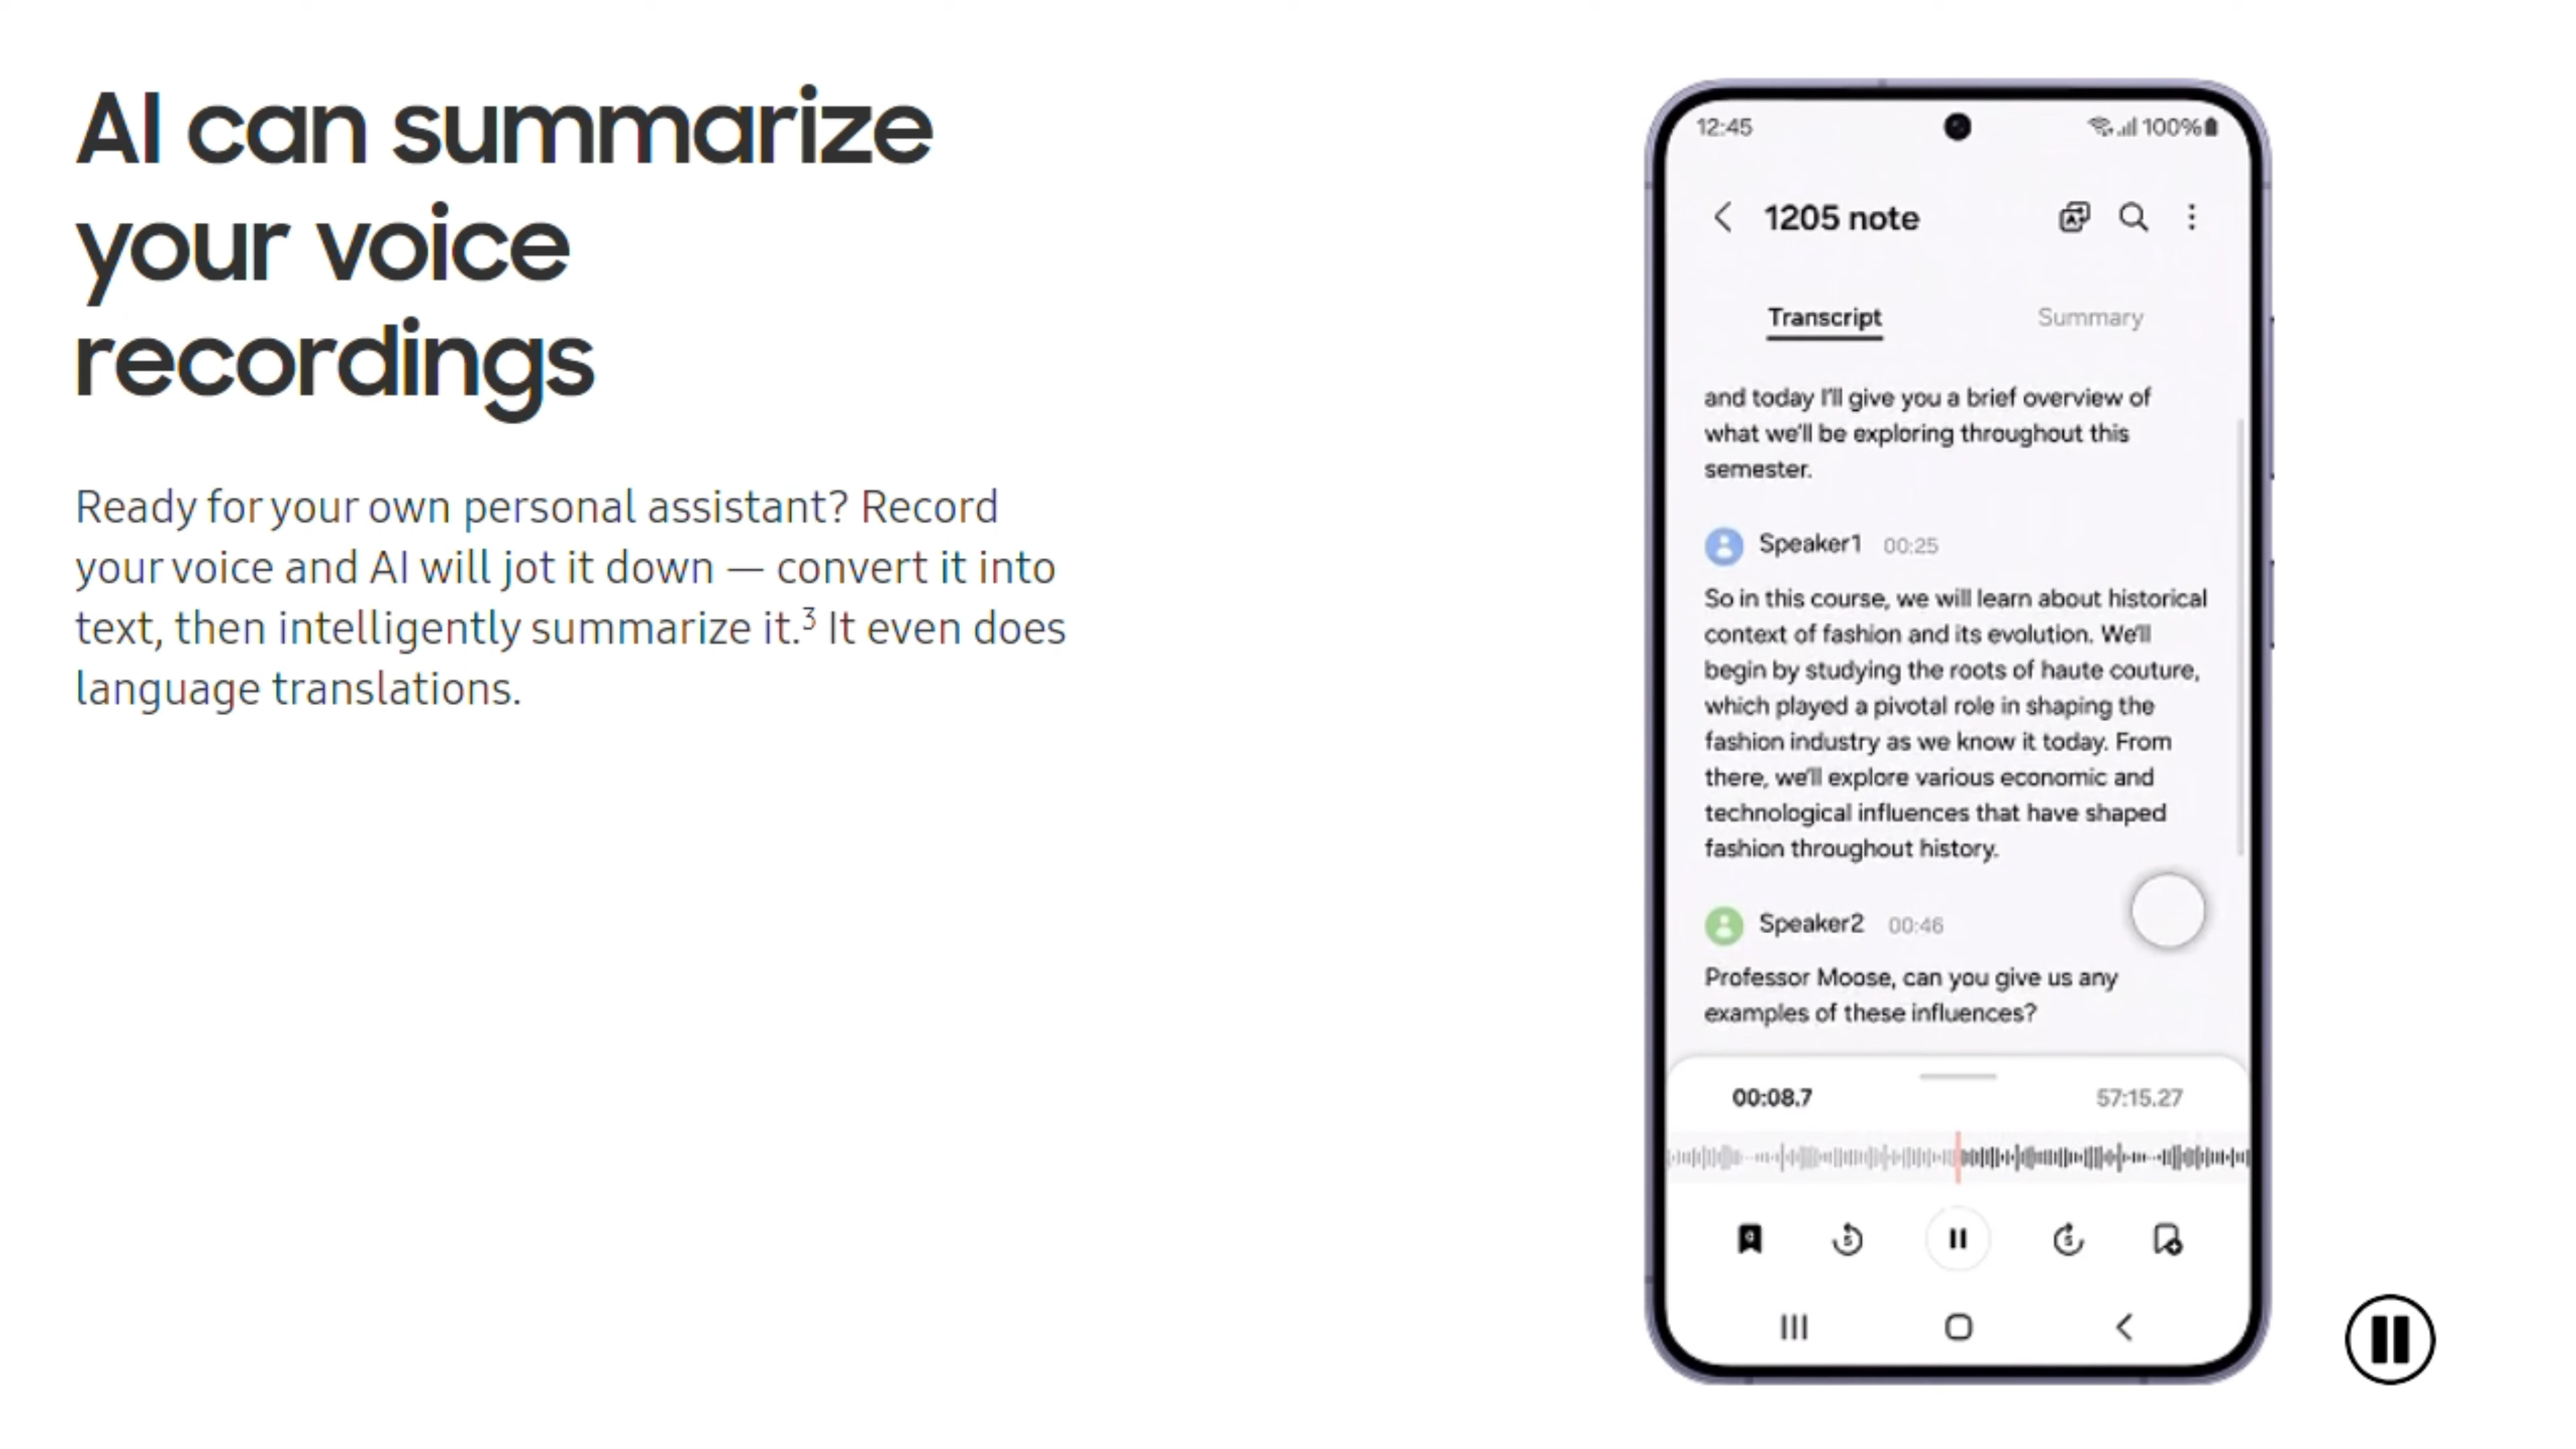 AI can summarize
your voice
recordings
Ready for your own personal assistant? Record
your voice and AI will jot it down — convert it into
text, then intelligently summarize it.³ It even does
language translations.
12:45
100%
1205 note
Transcript
Summary
and today I'll give you a brief overview of
what we'll be exploring throughout this
semester.
Speaker1 00:25
So in this course, we will learn about historical
context of fashion and its evolution. We'll
begin by studying the roots of haute couture,
which played a pivotal role in shaping the
fashion industry as we know it today. From
there, we'll explore various economic and
technological influences that have shaped
fashion throughout history.
Speaker2 00:46
Professor Moose, can you give us any
examples of these influences?
00:08.7
57:15.27
5
5